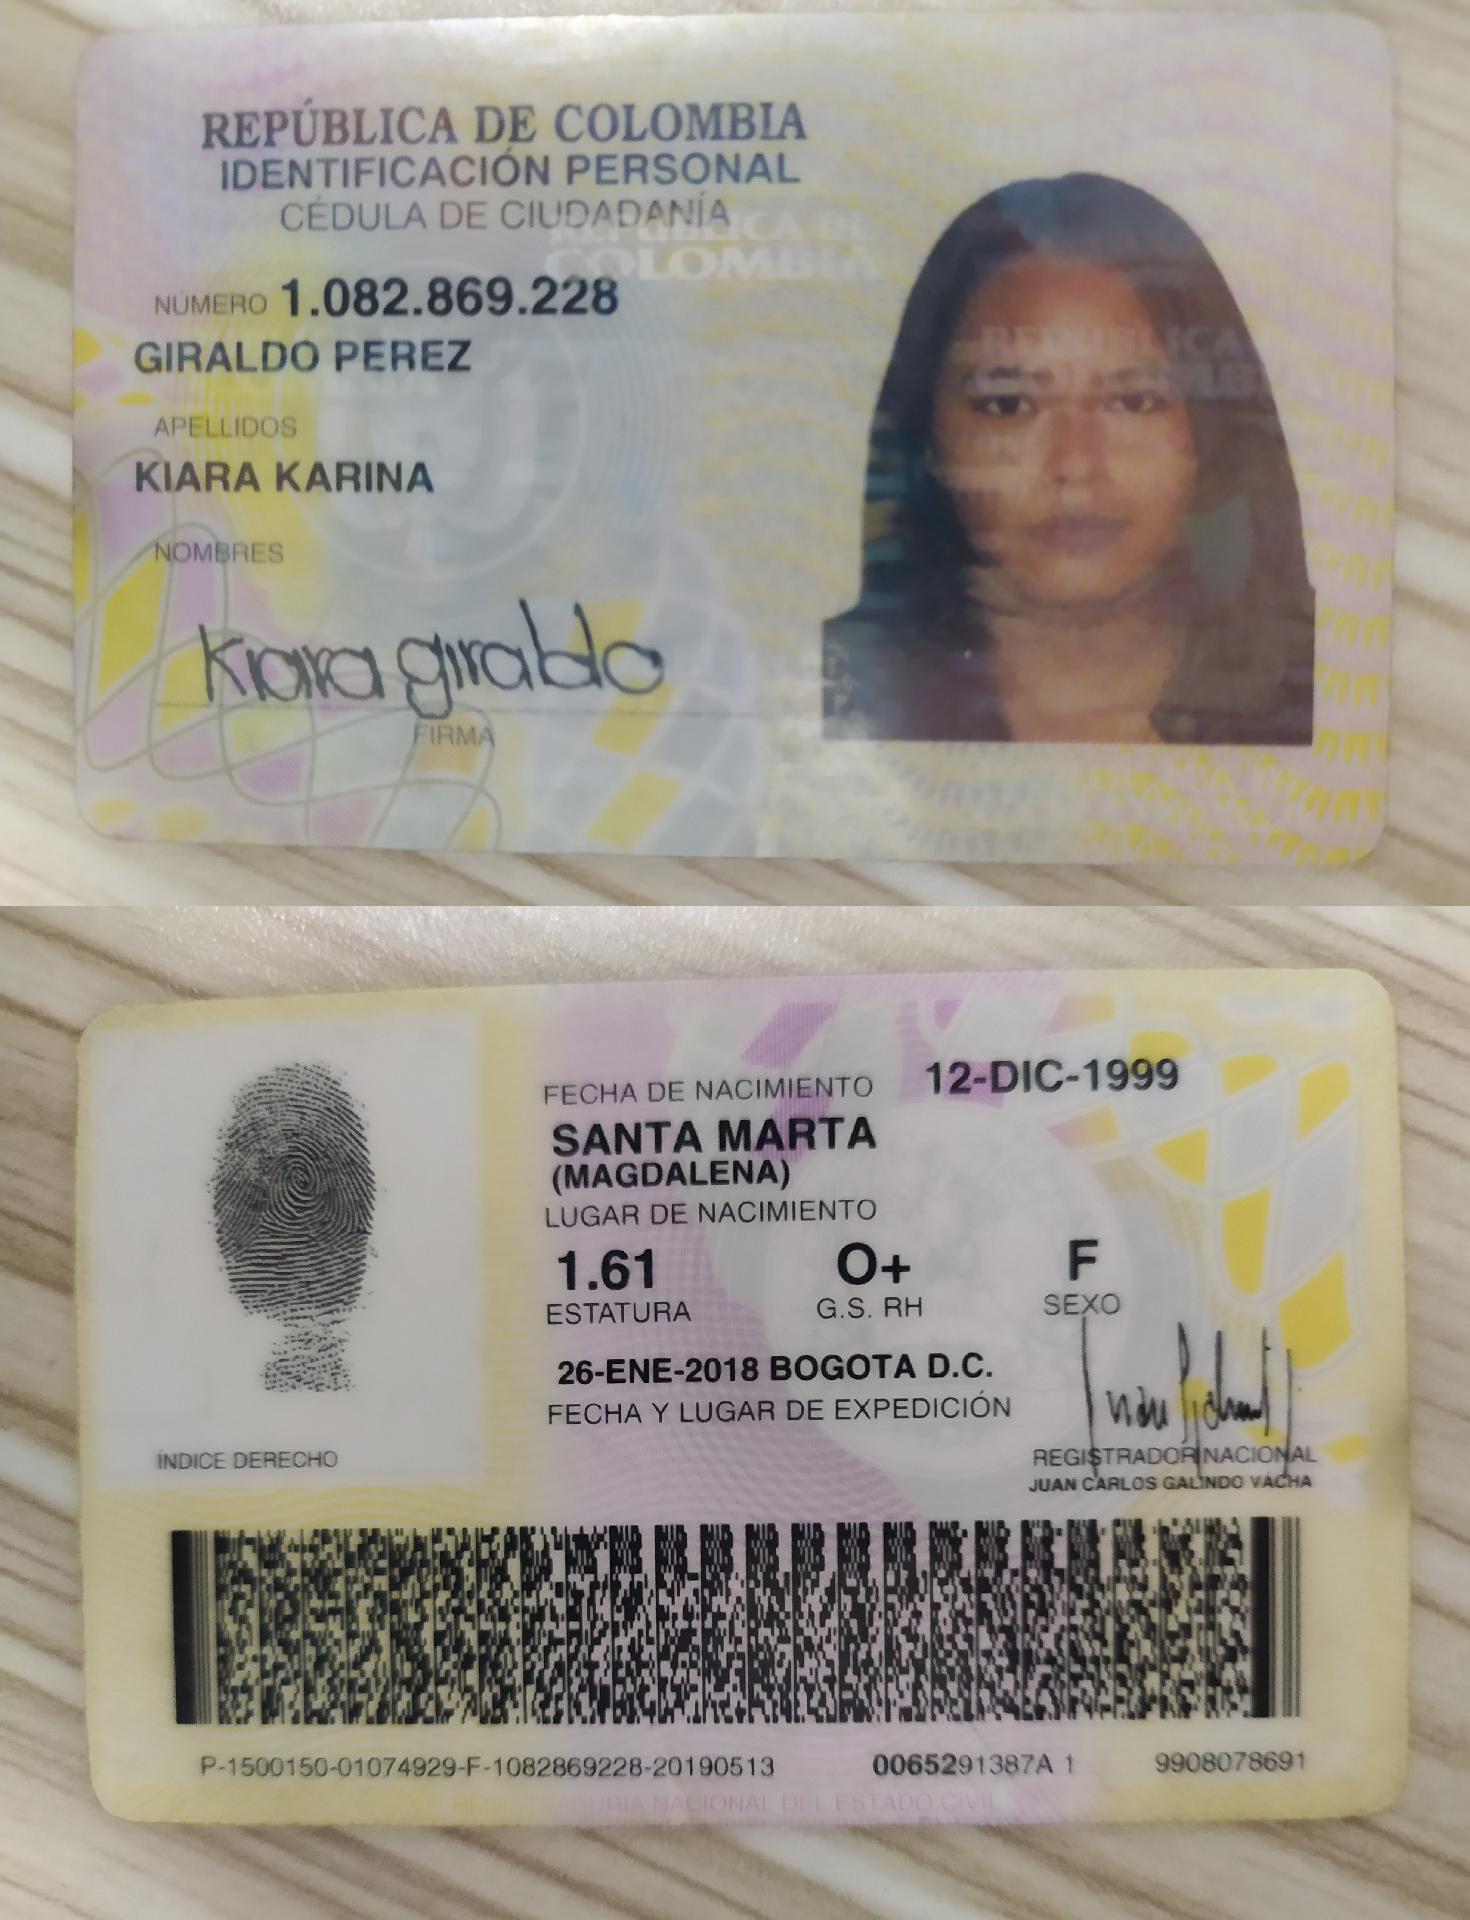 REPÚBLICA DE COLOMBIA
IDENTIFICACIÓN PERSONAL
CÉDULA DE CIUDADANÍA
REPÚBLICA DE
COLOMBIA
NÚMERO 1.082.869.228
GIRALDO PEREZ
APELLIDOS
KIARA KARINA
NOMBRES
kiara giraldo
FIRMA
FECHA DE NACIMIENTO 12-DIC-1999
SANTA MARTA
(MAGDALENA)
LUGAR DE NACIMIENTO
1.61 O+ F
ESTATURA G.S. RH SEXO
26-ENE-2018 BOGOTA D.C.
FECHA Y LUGAR DE EXPEDICIÓN
ÍNDICE DERECHO
REGISTRADOR NACIONAL
JUAN CARLOS GALINDO VÁCHA
P-1500150-01074929-F-1082869228-20190513 0065291387A 1 9908078691
REGISTRADURIA NACIONAL DEL ESTADO CIVIL